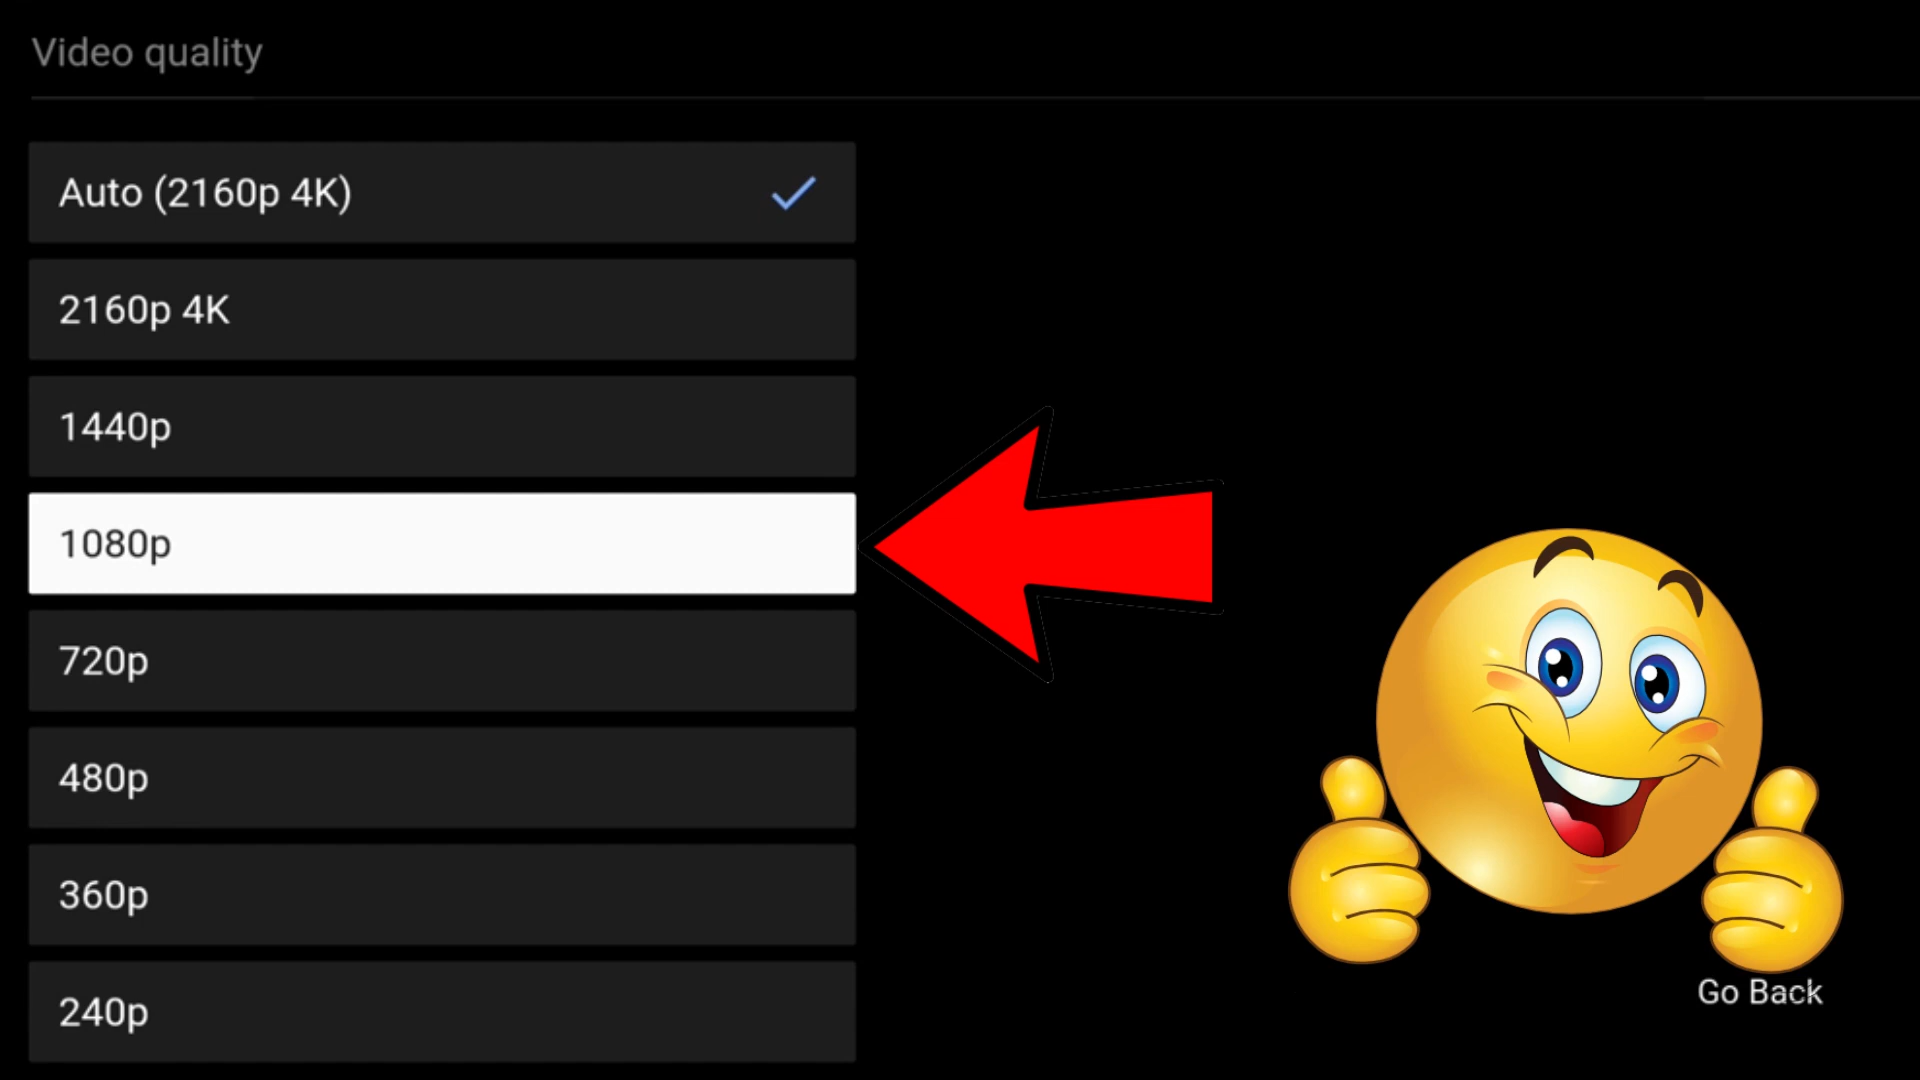 Video quality
Auto (2160p 4K)
2160p 4K
1440p
1080p
720p
480p
360p
240p
Go Back